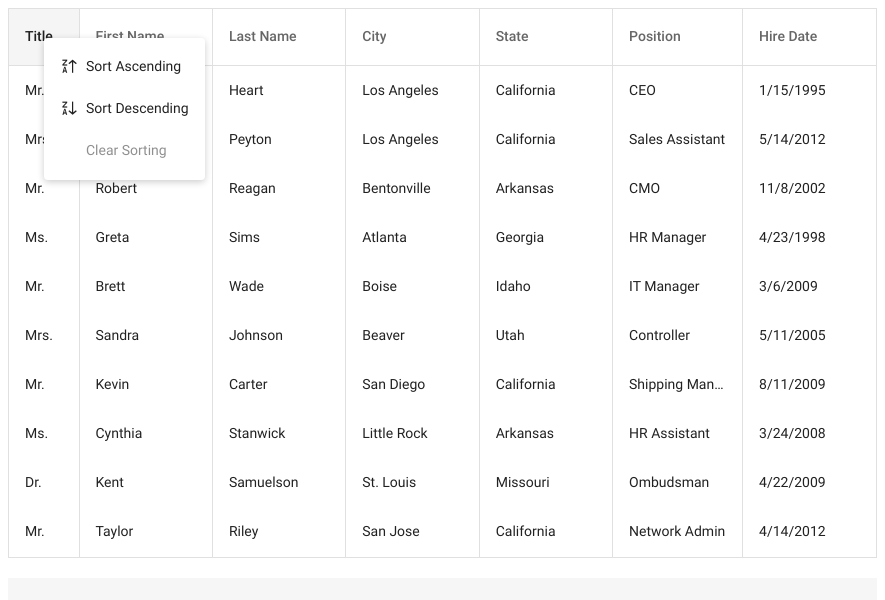 Title First Name Last Name City State Position Hire Date
Sort Ascending
Sort Descending
Clear Sorting
Mr. Heart Los Angeles California CEO 1/15/1995
Peyton Los Angeles California Sales Assistant 5/14/2012
Mr. Robert Reagan Bentonville Arkansas CMO 11/8/2002
Ms. Greta Sims Atlanta Georgia HR Manager 4/23/1998
Mr. Brett Wade Boise Idaho IT Manager 3/6/2009
Mrs. Sandra Johnson Beaver Utah Controller 5/11/2005
Mr. Kevin Carter San Diego California Shipping Man... 8/11/2009
Ms. Cynthia Stanwick Little Rock Arkansas HR Assistant 3/24/2008
Dr. Kent Samuelson St. Louis Missouri Ombudsman 4/22/2009
Mr. Taylor Riley San Jose California Network Admin 4/14/2012